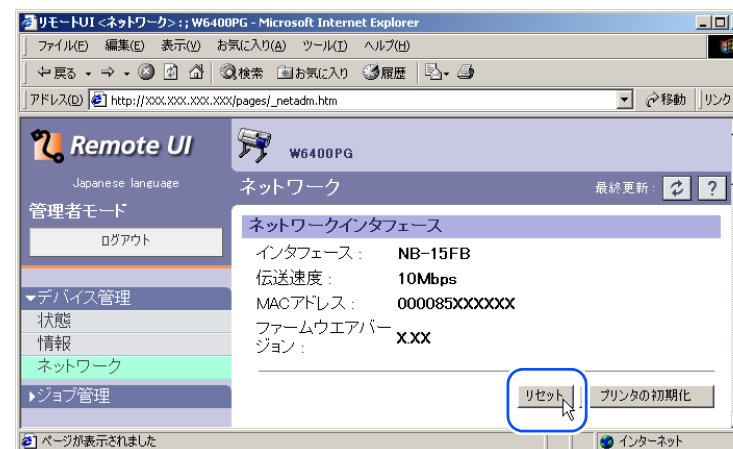 リモートUI <ネットワーク> : ; W6400PG - Microsoft Internet Explorer
ファイル(F) 編集(E) 表示(V) お気に入り(A) ツール(T) ヘルプ(H)
戻る 検索 お気に入り 履歴
アドレス(D) http://XXX.XXX.XXX.XXX/pages/_netadm.htm 移動 リンク
Remote UI
W6400PG
Japanese language
ネットワーク 最終更新 : ?
管理者モード
ログアウト
ネットワークインタフェース
インタフェース : NB-15FB
伝送速度 : 10Mbps
MACアドレス : 000085XXXXXX
ファームウエアバージョン : X.XX
▼デバイス管理
状態
情報
ネットワーク
▶ジョブ管理
リセット プリンタの初期化
ページが表示されました インターネット